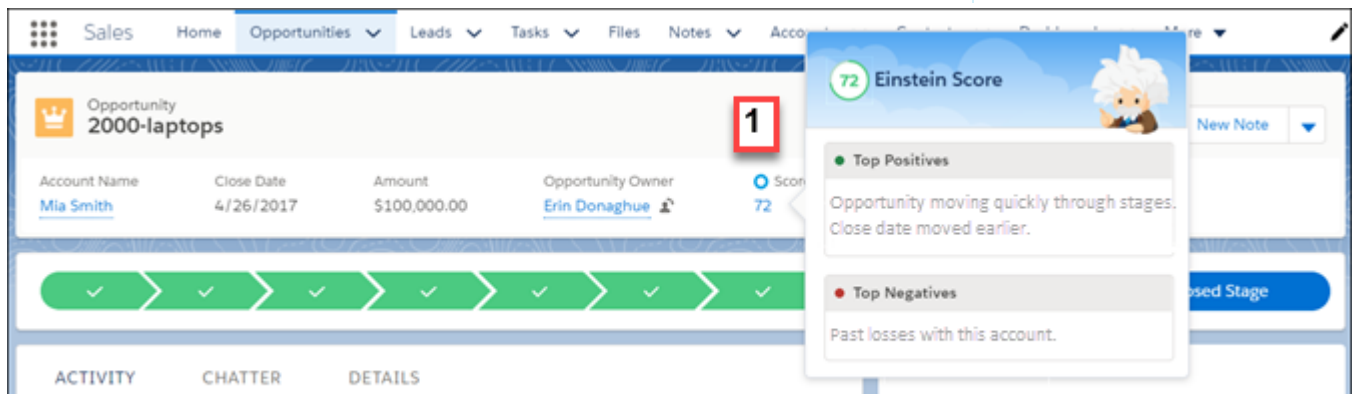 Sales Home Opportunities Leads Tasks Files Notes
72 Einstein Score
Opportunity
2000-laptops
1
New Note
Top Positives
Account Name Close Date Amount Opportunity Owner
Mia Smith 4/26/2017 $100,000.00 Erin Donaghue 72
Opportunity moving quickly through stages.
Close date moved earlier.
Top Negatives
Stage
Past losses with this account.
ACTIVITY CHATTER DETAILS